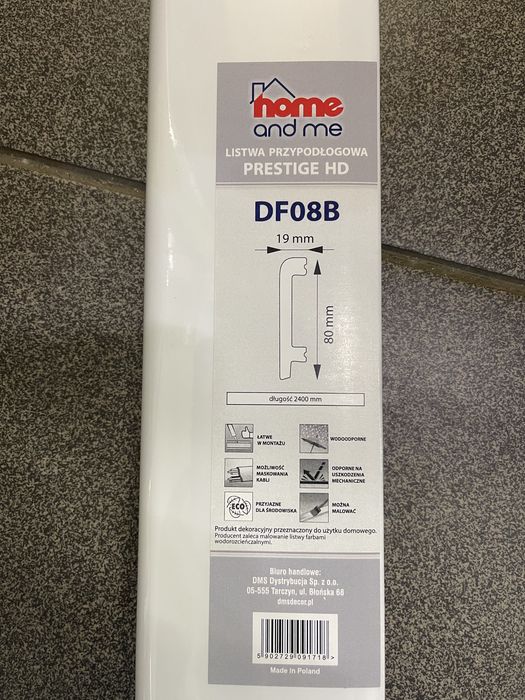 home
and me
LISTWA PRZYPODŁOGOWA
PRESTIGE HD
DF08B
19 mm
80 mm
długość 2400 mm
ŁATWE
W MONTAŻU
WODOODPORNE
MOŻLIWOŚĆ
MASKOWANIA
KABLI
ODPORNE NA
USZKODZENIA
MECHANICZNE
ECO
PRZYJAZNE
DLA ŚRODOWISKA
MOŻNA
MALOWAĆ
Produkt dekoracyjny przeznaczony do użytku domowego.
Producent zaleca malowanie listwy farbami
wodorozcieńczalnymi.
Biuro handlowe:
DMS Dystrybucja Sp. z o.o.
05-555 Tarczyn, ul. Błońska 68
dmsdecor.pl
5 902729 091718 >
Made in Poland